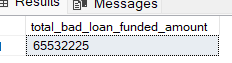 Results Messages
total_bad_loan_funded_amount
65532225